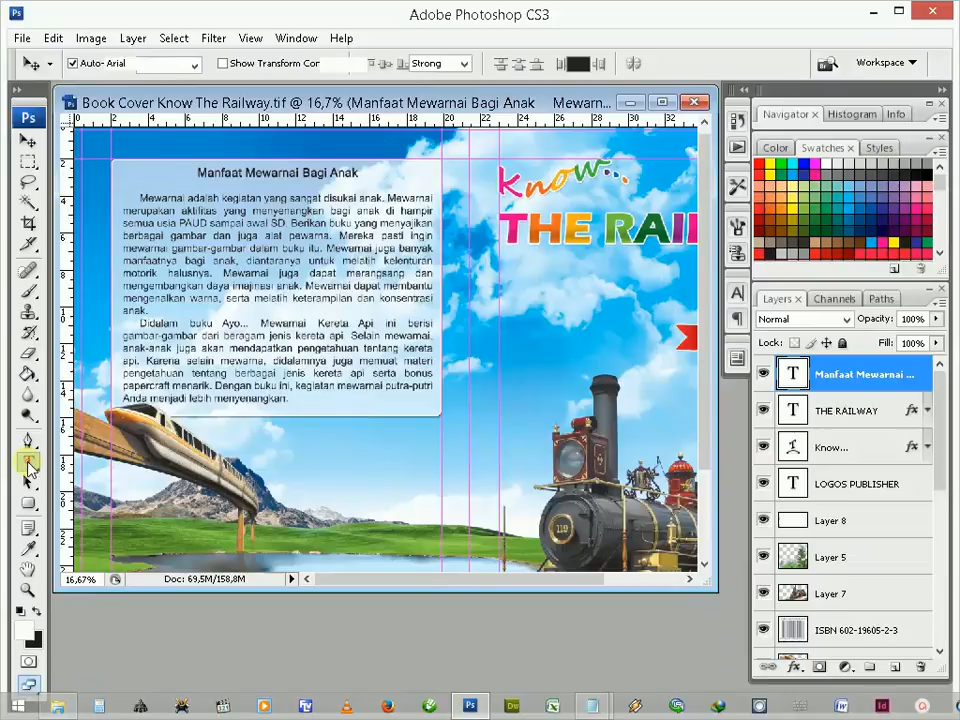 Adobe Photoshop CS3
File Edit Image Layer Select Filter View Window Help
Auto- Arial Show Transform Cor Strong Workspace
Book Cover Know The Railway.tif @ 16,7% (Manfaat Mewarnai Bagi Anak Mewarn...
Navigator Histogram Info
Color Swatches Styles
Manfaat Mewarnai Bagi Anak
Mewarnai adalah kegiatan yang sangat disukai anak. Mewarnai
merupakan aktifitas yang menyenangkan bagi anak di hampir
semua usia PAUD sampai awal SD. Berikan buku yang menyajikan
berbagai gambar dan juga alat pewarna. Mereka pasti ingin
mewarnai gambar-gambar dalam buku itu. Mewarnai juga banyak
manfaatnya bagi anak, diantaranya untuk melatih kelenturan
motorik halusnya. Mewarnai juga dapat merangsang dan
mengembangkan daya imajinasi anak. Mewarnai dapat membantu
mengenalkan warna, serta melatih keterampilan dan konsentrasi
anak.
Didalam buku Ayo... Mewarnai Kereta Api ini berisi
gambar-gambar dari beragam jenis kereta api. Selain mewarnai,
anak-anak juga akan mendapatkan pengetahuan tentang kereta
api. Karena selain mewarna, didalamnya juga memuat materi
pengetahuan tentang berbagai jenis kereta api serta bonus
papercraft menarik. Dengan buku ini, kegiatan mewarnai putra-putri
Anda menjadi lebih menyenangkan.
Know...
THE RAIL
119
16,67% Doc: 69,5M/158,8M
Layers Channels Paths
Normal Opacity: 100%
Lock: Fill: 100%
Manfaat Mewarnai ...
THE RAILWAY fx
Know... fx
LOGOS PUBLISHER
Layer 8
Layer 5
Layer 7
ISBN 602-19605-2-3